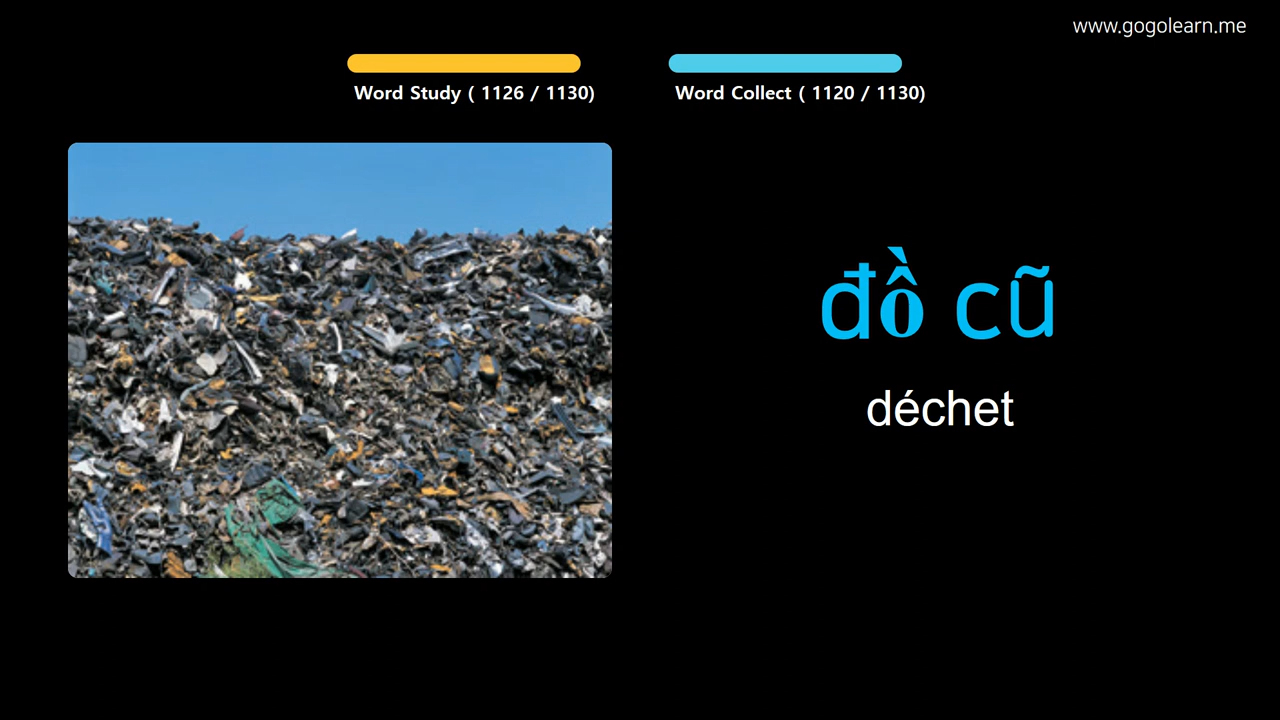 www.gogolearn.me
Word Study ( 1126 / 1130)
Word Collect ( 1120 / 1130)
đồ cũ
déchet